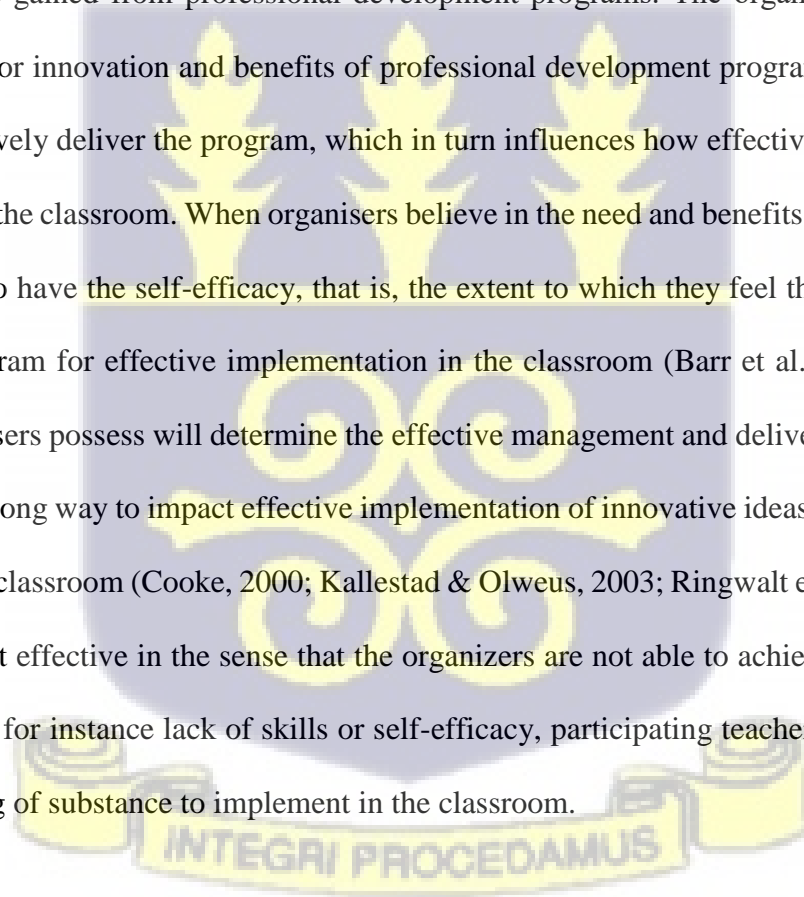 gained from professional development programs. The organ
or innovation and benefits of professional development progra
vely deliver the program, which in turn influences how effectiv
the classroom. When organisers believe in the need and benefits
o have the self-efficacy, that is, the extent to which they feel th
ram for effective implementation in the classroom (Barr et al.
sers possess will determine the effective management and delive
ong way to impact effective implementation of innovative ideas
classroom (Cooke, 2000; Kallestad & Olweus, 2003; Ringwalt e
t effective in the sense that the organizers are not able to achie
for instance lack of skills or self-efficacy, participating teache
g of substance to implement in the classroom.
INTEGRI PROCEDAMUS